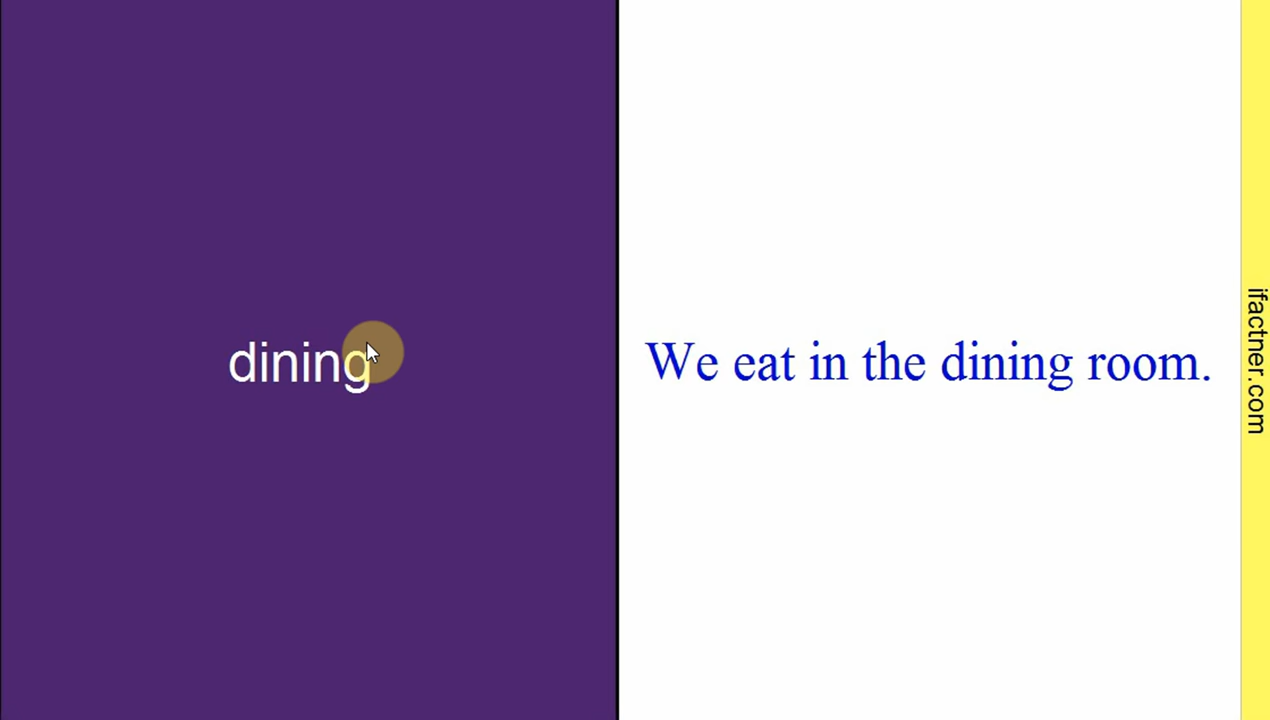 dining
We eat in the dining room.
ifactner.com